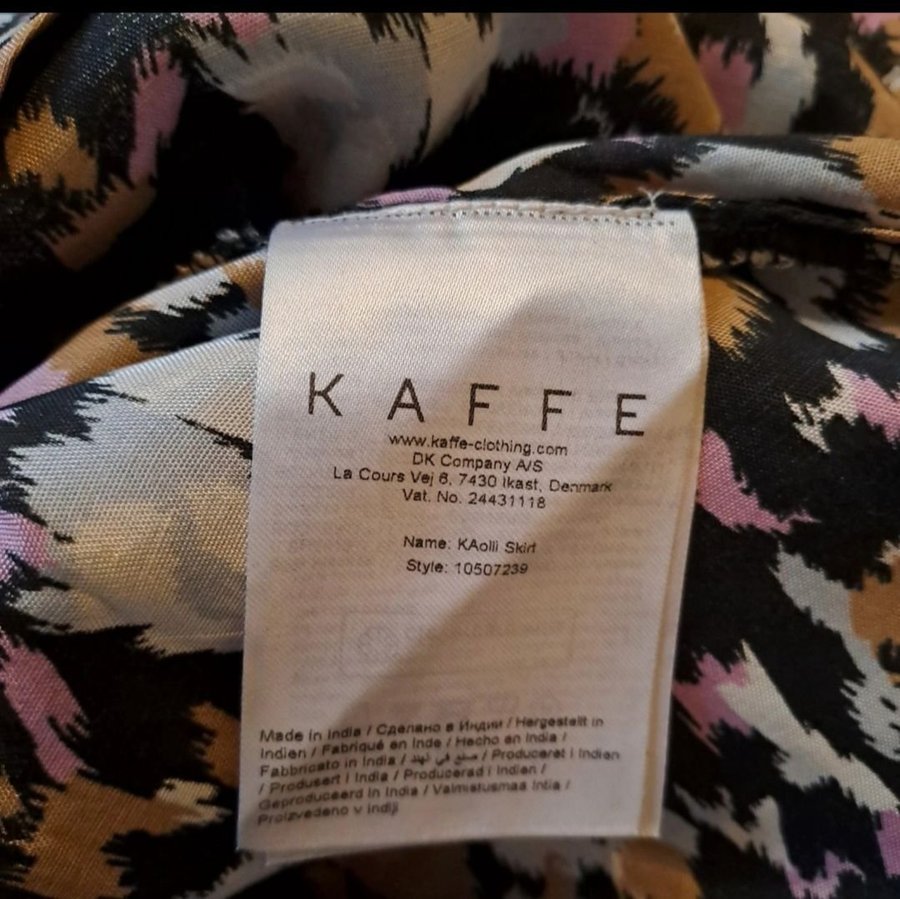 KAFFE
www.kaffe-clothing.com
DK Company A/S
La Cours Vej 6, 7430 Ikast, Denmark
Vat. No. 24431118
Name: KAolli Skirt
Style: 10507239
Made in India / Сделано в Индии / Hergestellt in
Indien / Fabriqué en Inde / Hecho en India /
Fabbricato in India / صنع في لهند / Produceret i Indien
/ Produsert i India / Producerad i Indien /
Geproduceerd in India / Valmistusmaa Intia /
Proizvedeno v Indiji